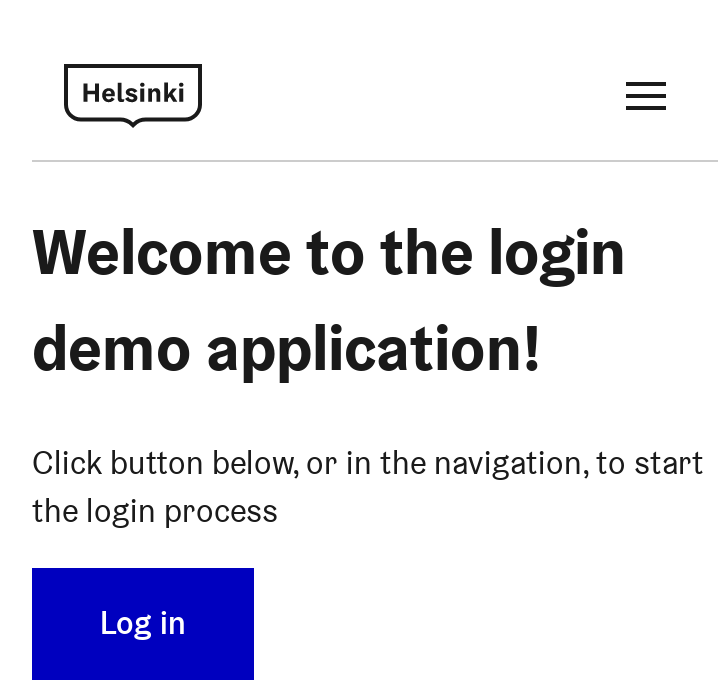 Helsinki
Welcome to the login
demo application!
Click button below, or in the navigation, to start
the login process
Log in